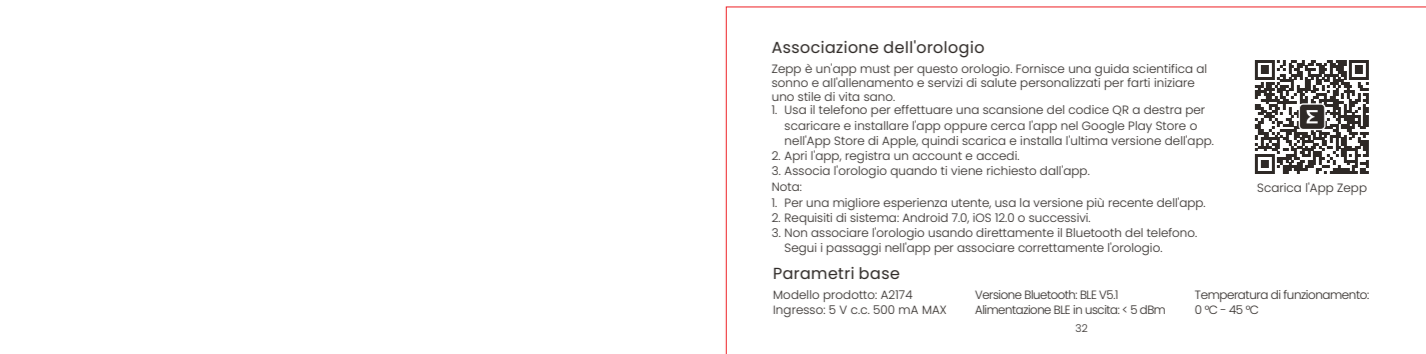 Associazione dell'orologio
Zepp è un'app must per questo orologio. Fornisce una guida scientifica al
sonno e all'allenamento e servizi di salute personalizzati per farti iniziare
uno stile di vita sano.
1. Usa il telefono per effettuare una scansione del codice QR a destra per
scaricare e installare l'app oppure cerca l'app nel Google Play Store o
nell'App Store di Apple, quindi scarica e installa l'ultima versione dell'app.
2. Apri l'app, registra un account e accedi.
3. Associa l'orologio quando ti viene richiesto dall'app.
Nota:
1. Per una migliore esperienza utente, usa la versione più recente dell'app.
2. Requisiti di sistema: Android 7.0, iOS 12.0 o successivi.
3. Non associare l'orologio usando direttamente il Bluetooth del telefono.
Segui i passaggi nell'app per associare correttamente l'orologio.
Scarica l'App Zepp
Parametri base
Modello prodotto: A2174
Ingresso: 5 V c.c. 500 mA MAX
Versione Bluetooth: BLE V5.1
Alimentazione BLE in uscita: < 5 dBm
Temperatura di funzionamento:
0 ℃ - 45 ℃
32